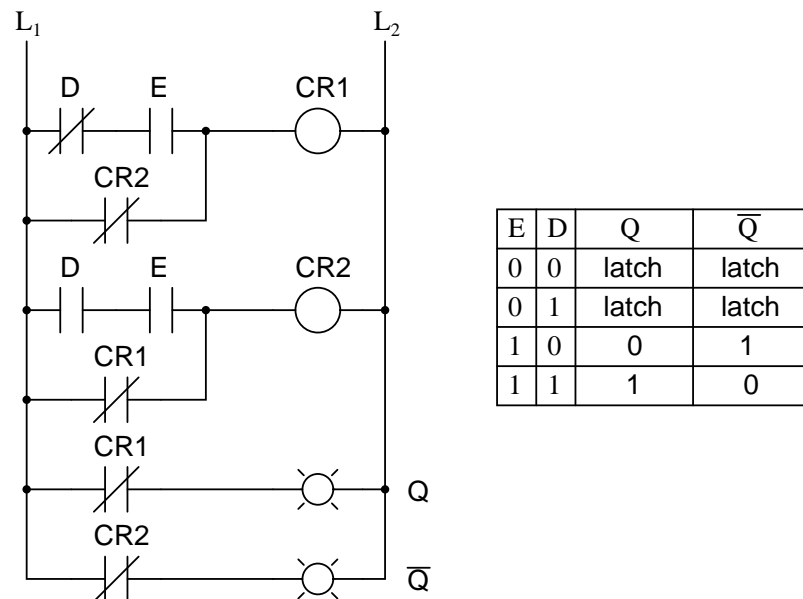 L₁ L₂
D E CR1
CR2
D E CR2
CR1
CR1
Q
CR2
Q̅
E D Q Q̅
0 0 latch latch
0 1 latch latch
1 0 0 1
1 1 1 0